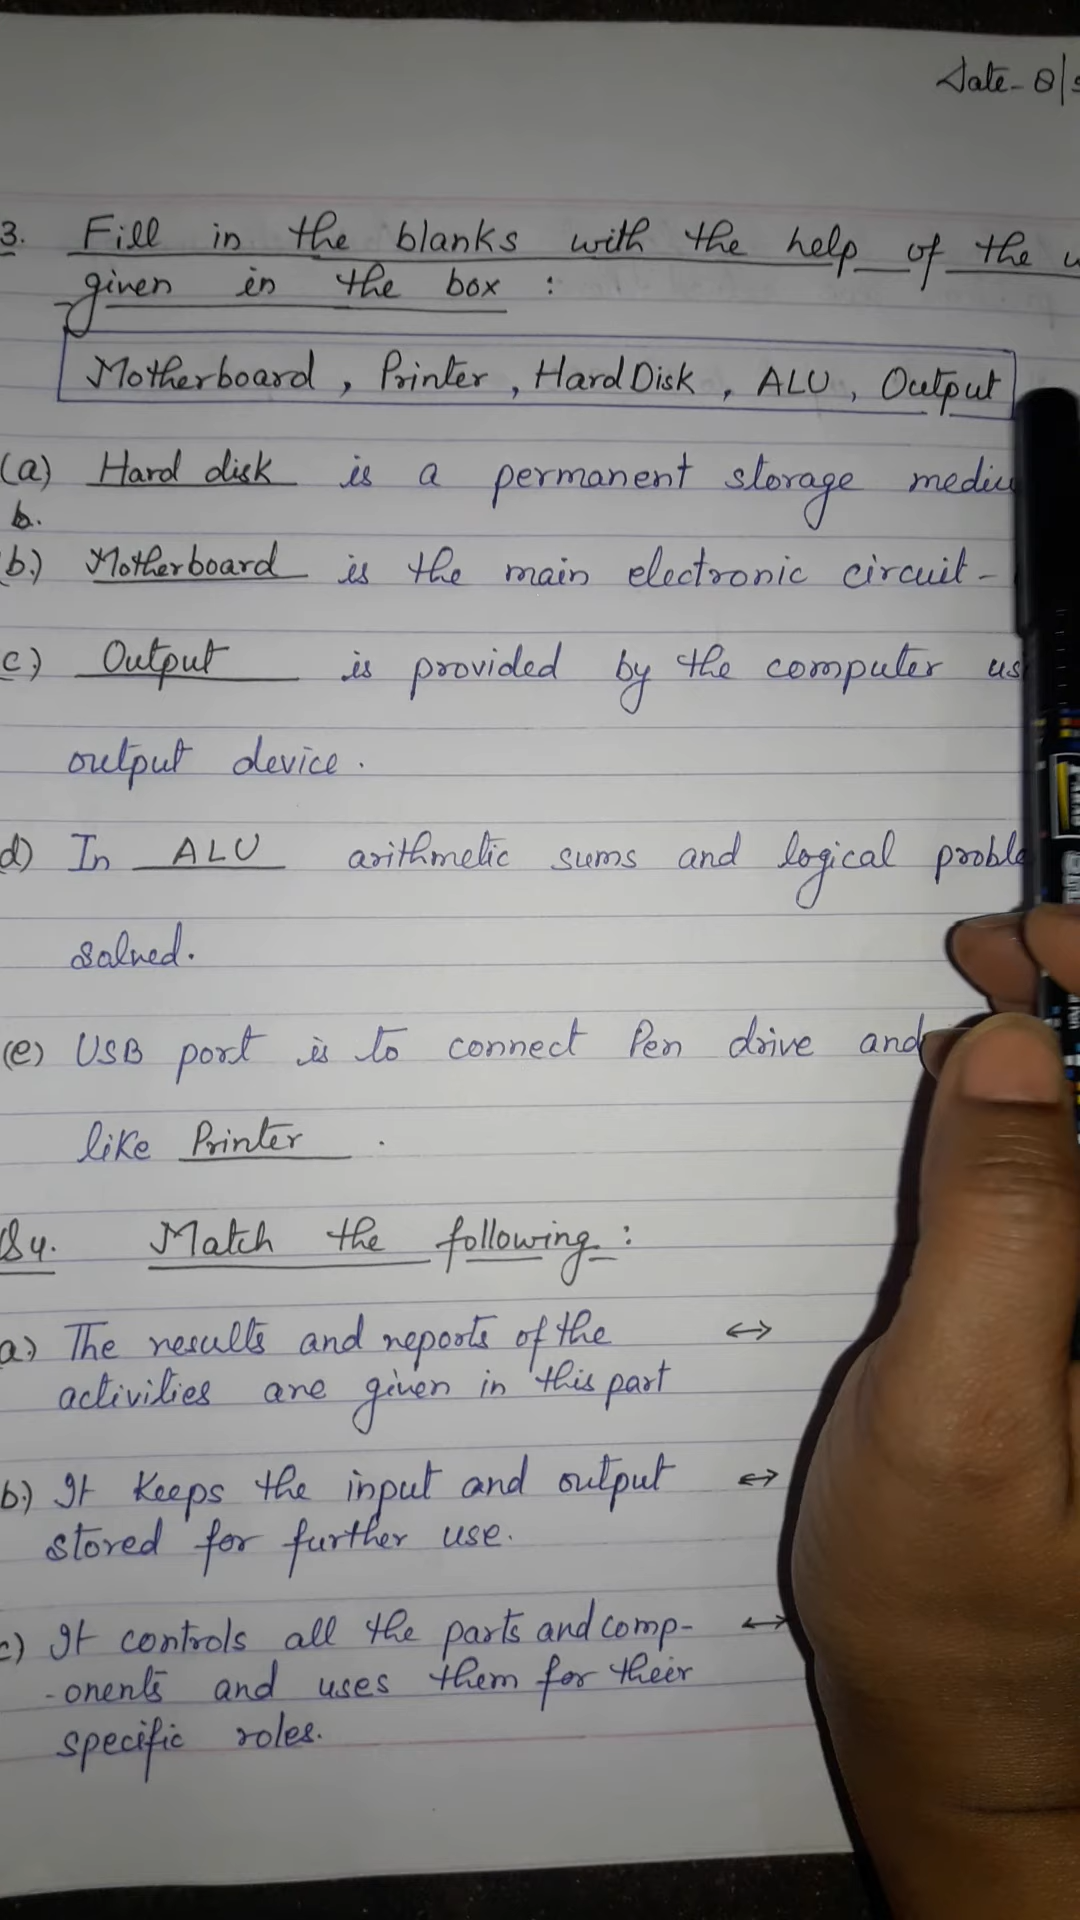 Date- 8/
3. Fill in the blanks with the help of the
given in the box :
Motherboard , Printer , Hard Disk , ALU , Output
(a) Hard disk is a permanent storage
b.
b.) Motherboard is the main electronic circuit -
c) Output is provided by the computer
output device .
d) In ALU arithmetic sums and logical
solved.
(e) USB port is to connect Pen drive and
like Printer .
Q4. Match the following :
a.) The results and reports of the ↔
activities are given in this part
b.) It keeps the input and output ↔
stored for further use.
c) It controls all the parts and comp- ↔
-onents and uses them for their
specific roles.